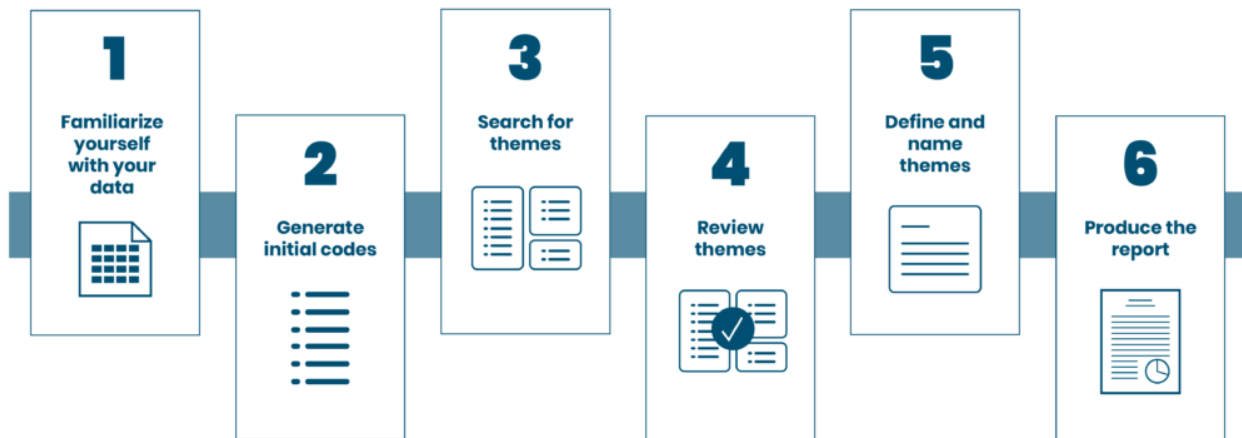 1
Familiarize
yourself
with your
data
2
Generate
initial codes
3
Search for
themes
4
Review
themes
5
Define and
name
themes
6
Produce the
report